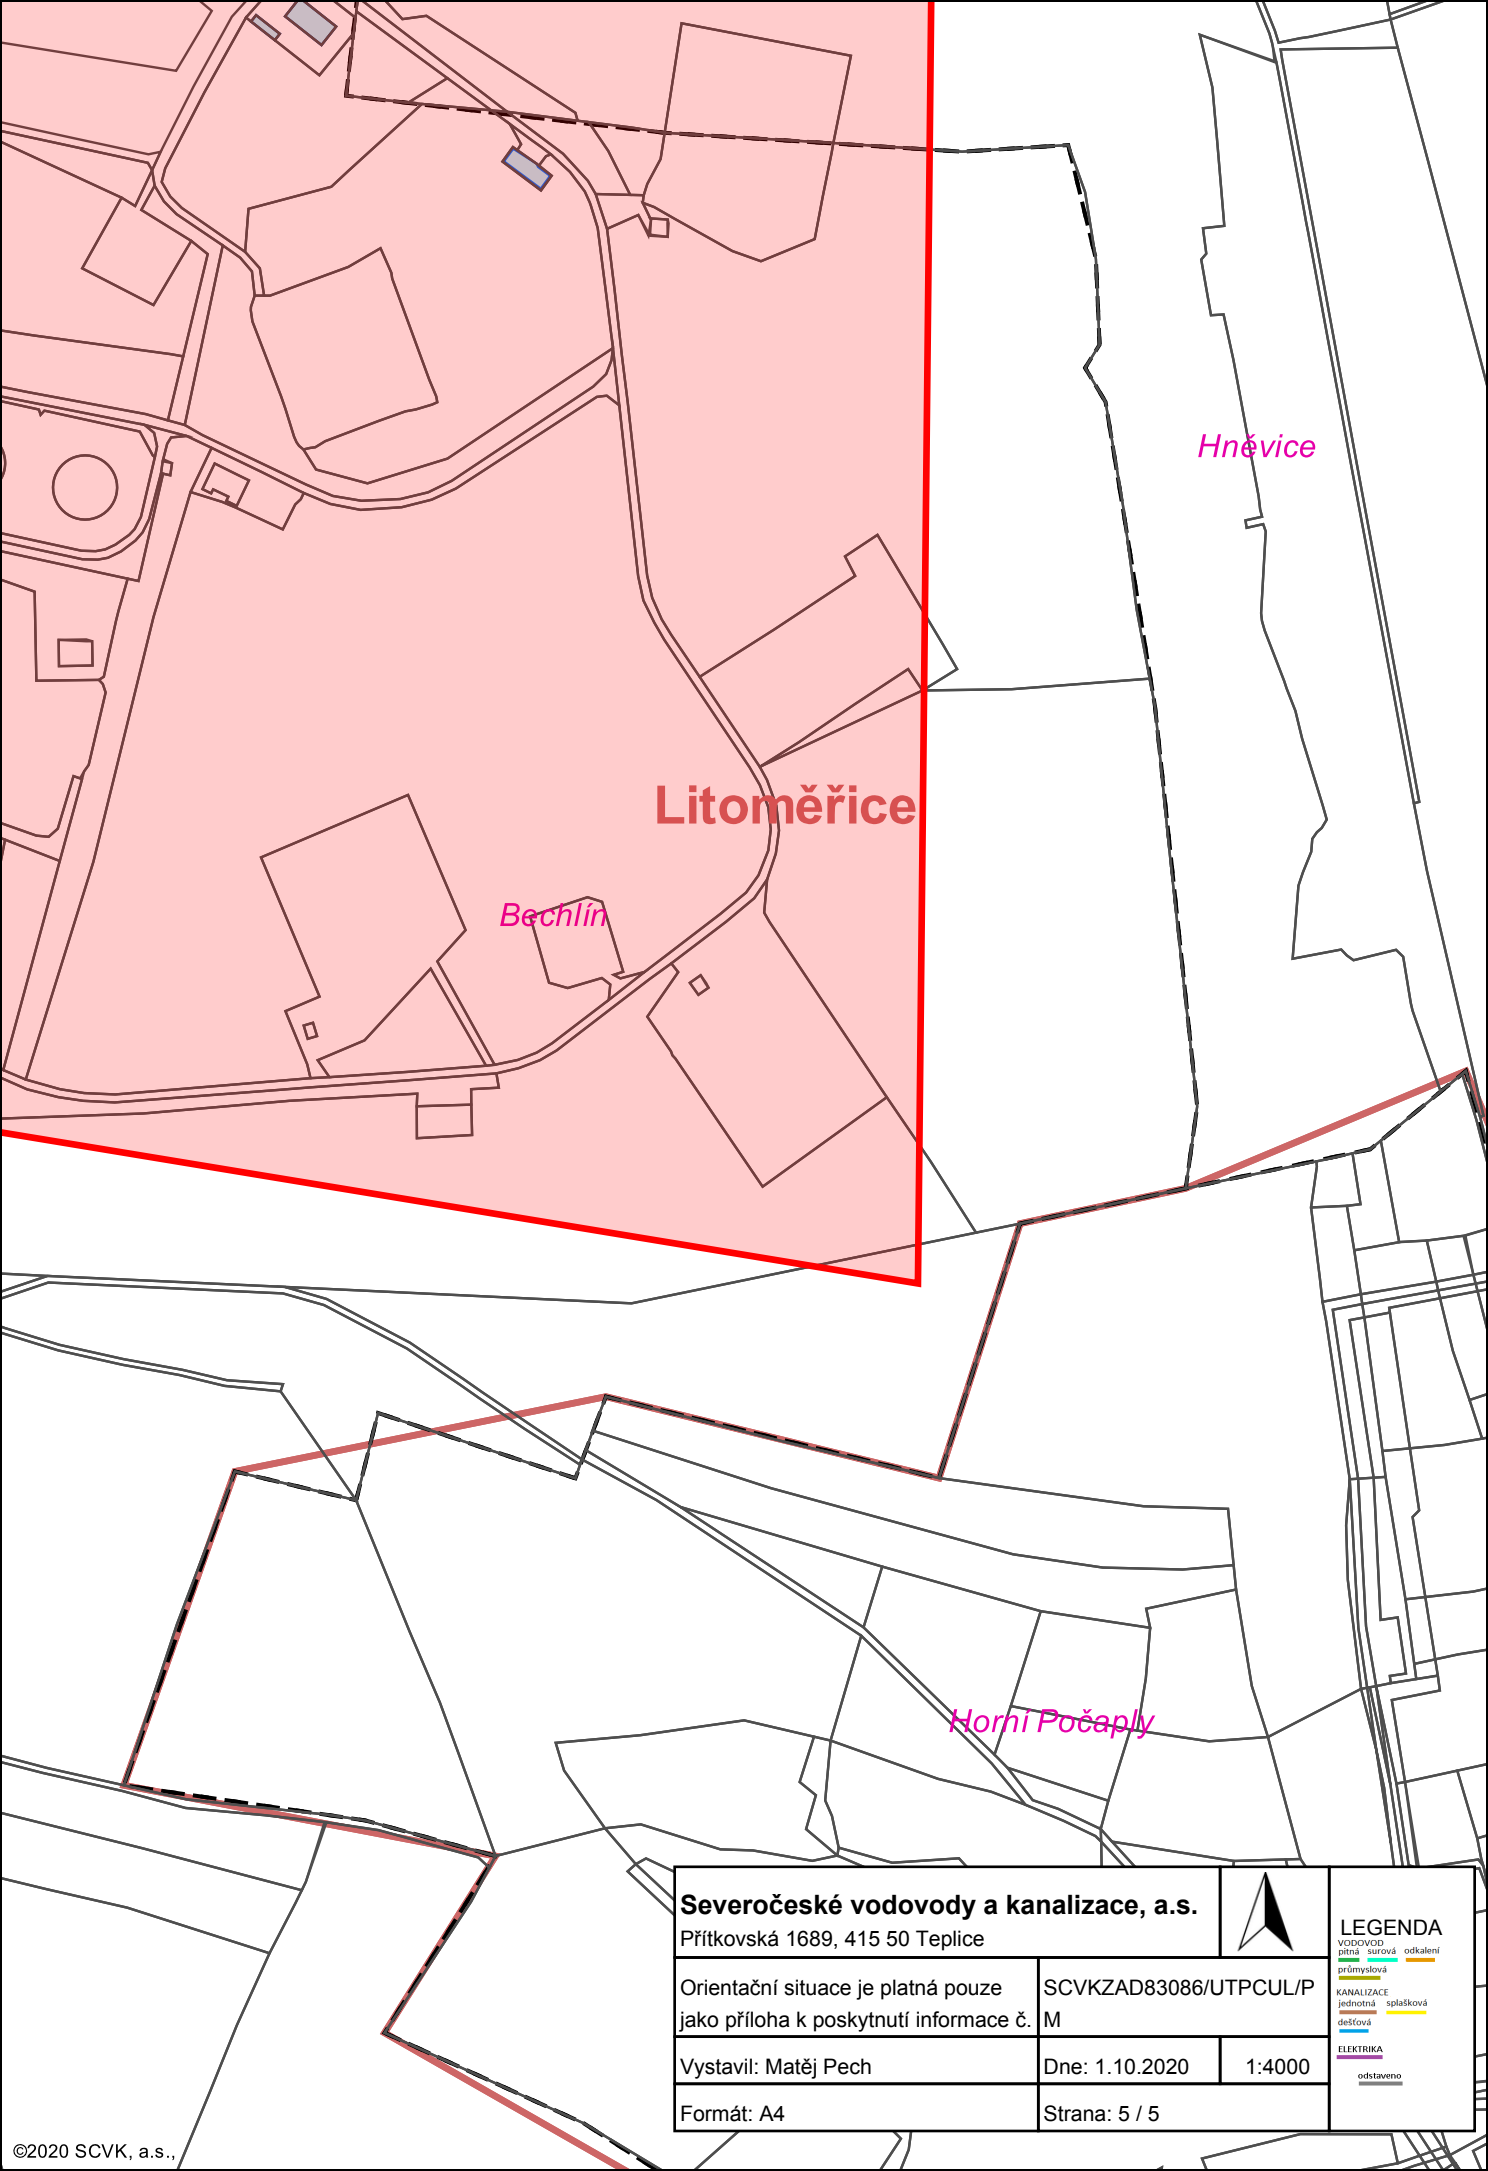 Hněvice
Litoměřice
Bechlín
Horní Počaply
Severočeské vodovody a kanalizace, a.s.
Přítkovská 1689, 415 50 Teplice
Orientační situace je platná pouze
jako příloha k poskytnutí informace č.
SCVKZAD83086/UTPCUL/P
M
Vystavil: Matěj Pech
Dne: 1.10.2020
1:4000
Formát: A4
Strana: 5 / 5
LEGENDA
VODOVOD
pitná surová odkalení
průmyslová
KANALIZACE
jednotná splašková
dešťová
ELEKTRIKA
odstaveno
©2020 SCVK, a.s.,